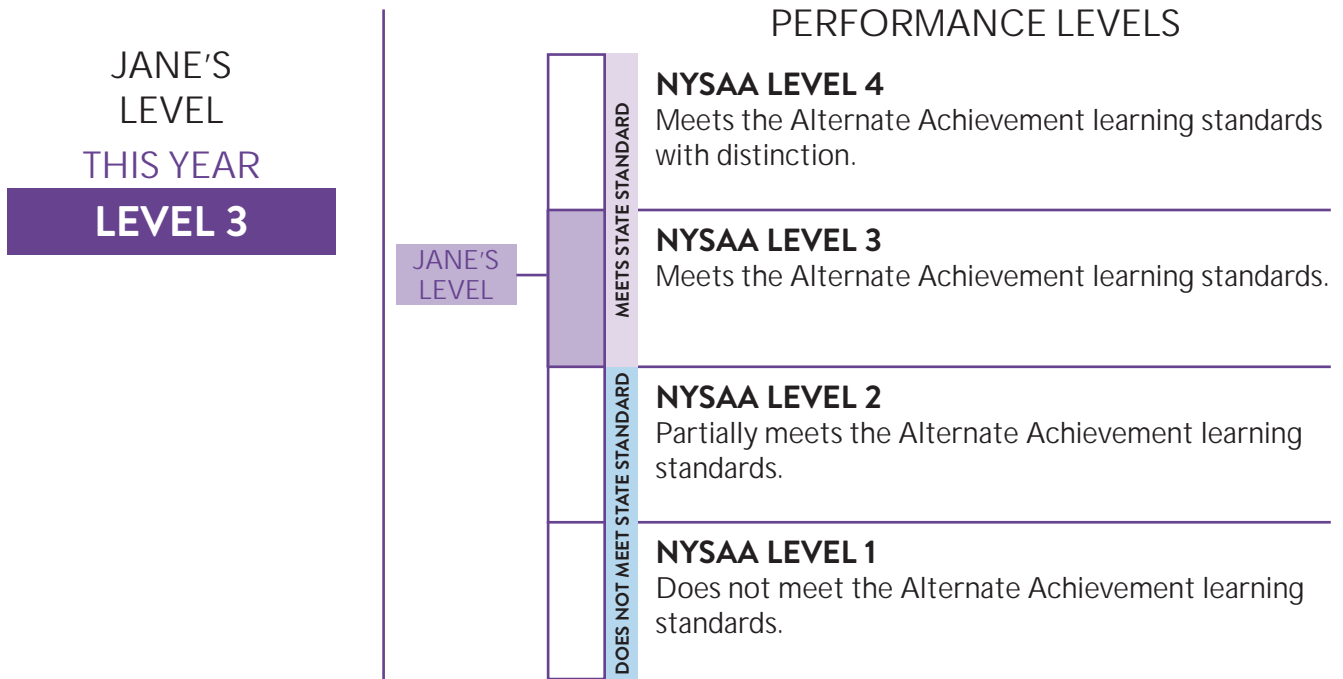 JANE'S
LEVEL
THIS YEAR
LEVEL 3
PERFORMANCE LEVELS
JANE'S
LEVEL
MEETS STATE STANDARD
NYSAA LEVEL 4
Meets the Alternate Achievement learning standards
with distinction.
NYSAA LEVEL 3
Meets the Alternate Achievement learning standards.
DOES NOT MEET STATE STANDARD
NYSAA LEVEL 2
Partially meets the Alternate Achievement learning
standards.
NYSAA LEVEL 1
Does not meet the Alternate Achievement learning
standards.